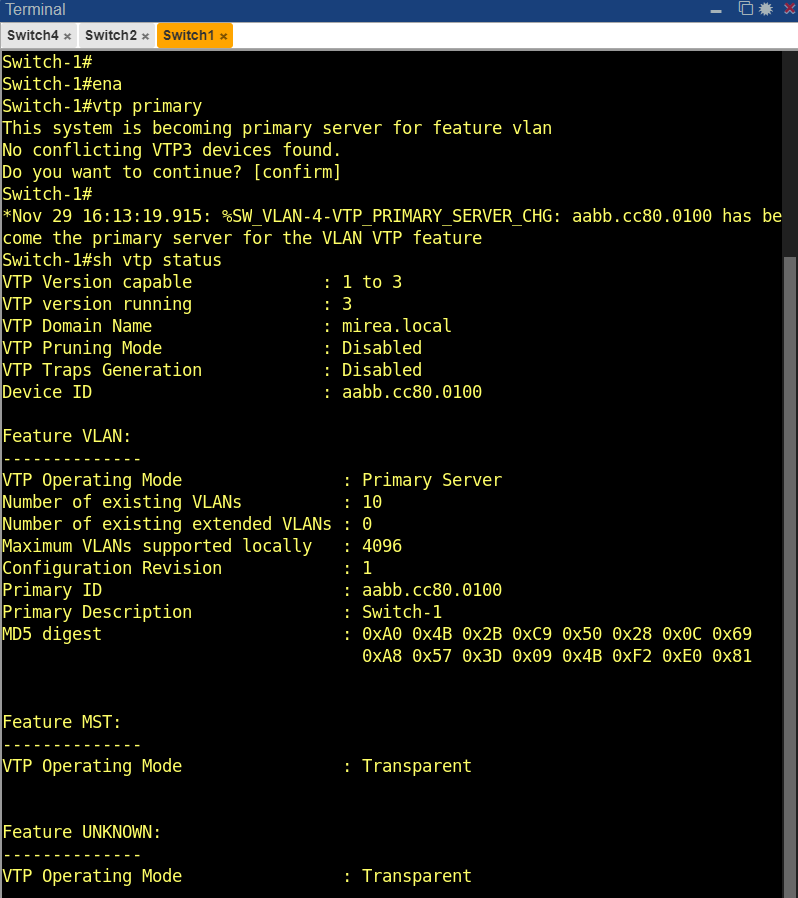 Terminal
Switch4 × Switch2 × Switch1 ×
Switch-1#
Switch-1#ena
Switch-1#vtp primary
This system is becoming primary server for feature vlan
No conflicting VTP3 devices found.
Do you want to continue? [confirm]
Switch-1#
*Nov 29 16:13:19.915: %SW_VLAN-4-VTP_PRIMARY_SERVER_CHG: aabb.cc80.0100 has be
come the primary server for the VLAN VTP feature
Switch-1#sh vtp status
VTP Version capable             : 1 to 3
VTP version running             : 3
VTP Domain Name                 : mirea.local
VTP Pruning Mode                : Disabled
VTP Traps Generation            : Disabled
Device ID                       : aabb.cc80.0100
Feature VLAN:
--------------
VTP Operating Mode                : Primary Server
Number of existing VLANs          : 10
Number of existing extended VLANs : 0
Maximum VLANs supported locally   : 4096
Configuration Revision            : 1
Primary ID                        : aabb.cc80.0100
Primary Description               : Switch-1
MD5 digest                        : 0xA0 0x4B 0x2B 0xC9 0x50 0x28 0x0C 0x69
                                    0xA8 0x57 0x3D 0x09 0x4B 0xF2 0xE0 0x81
Feature MST:
--------------
VTP Operating Mode                : Transparent
Feature UNKNOWN:
--------------
VTP Operating Mode                : Transparent